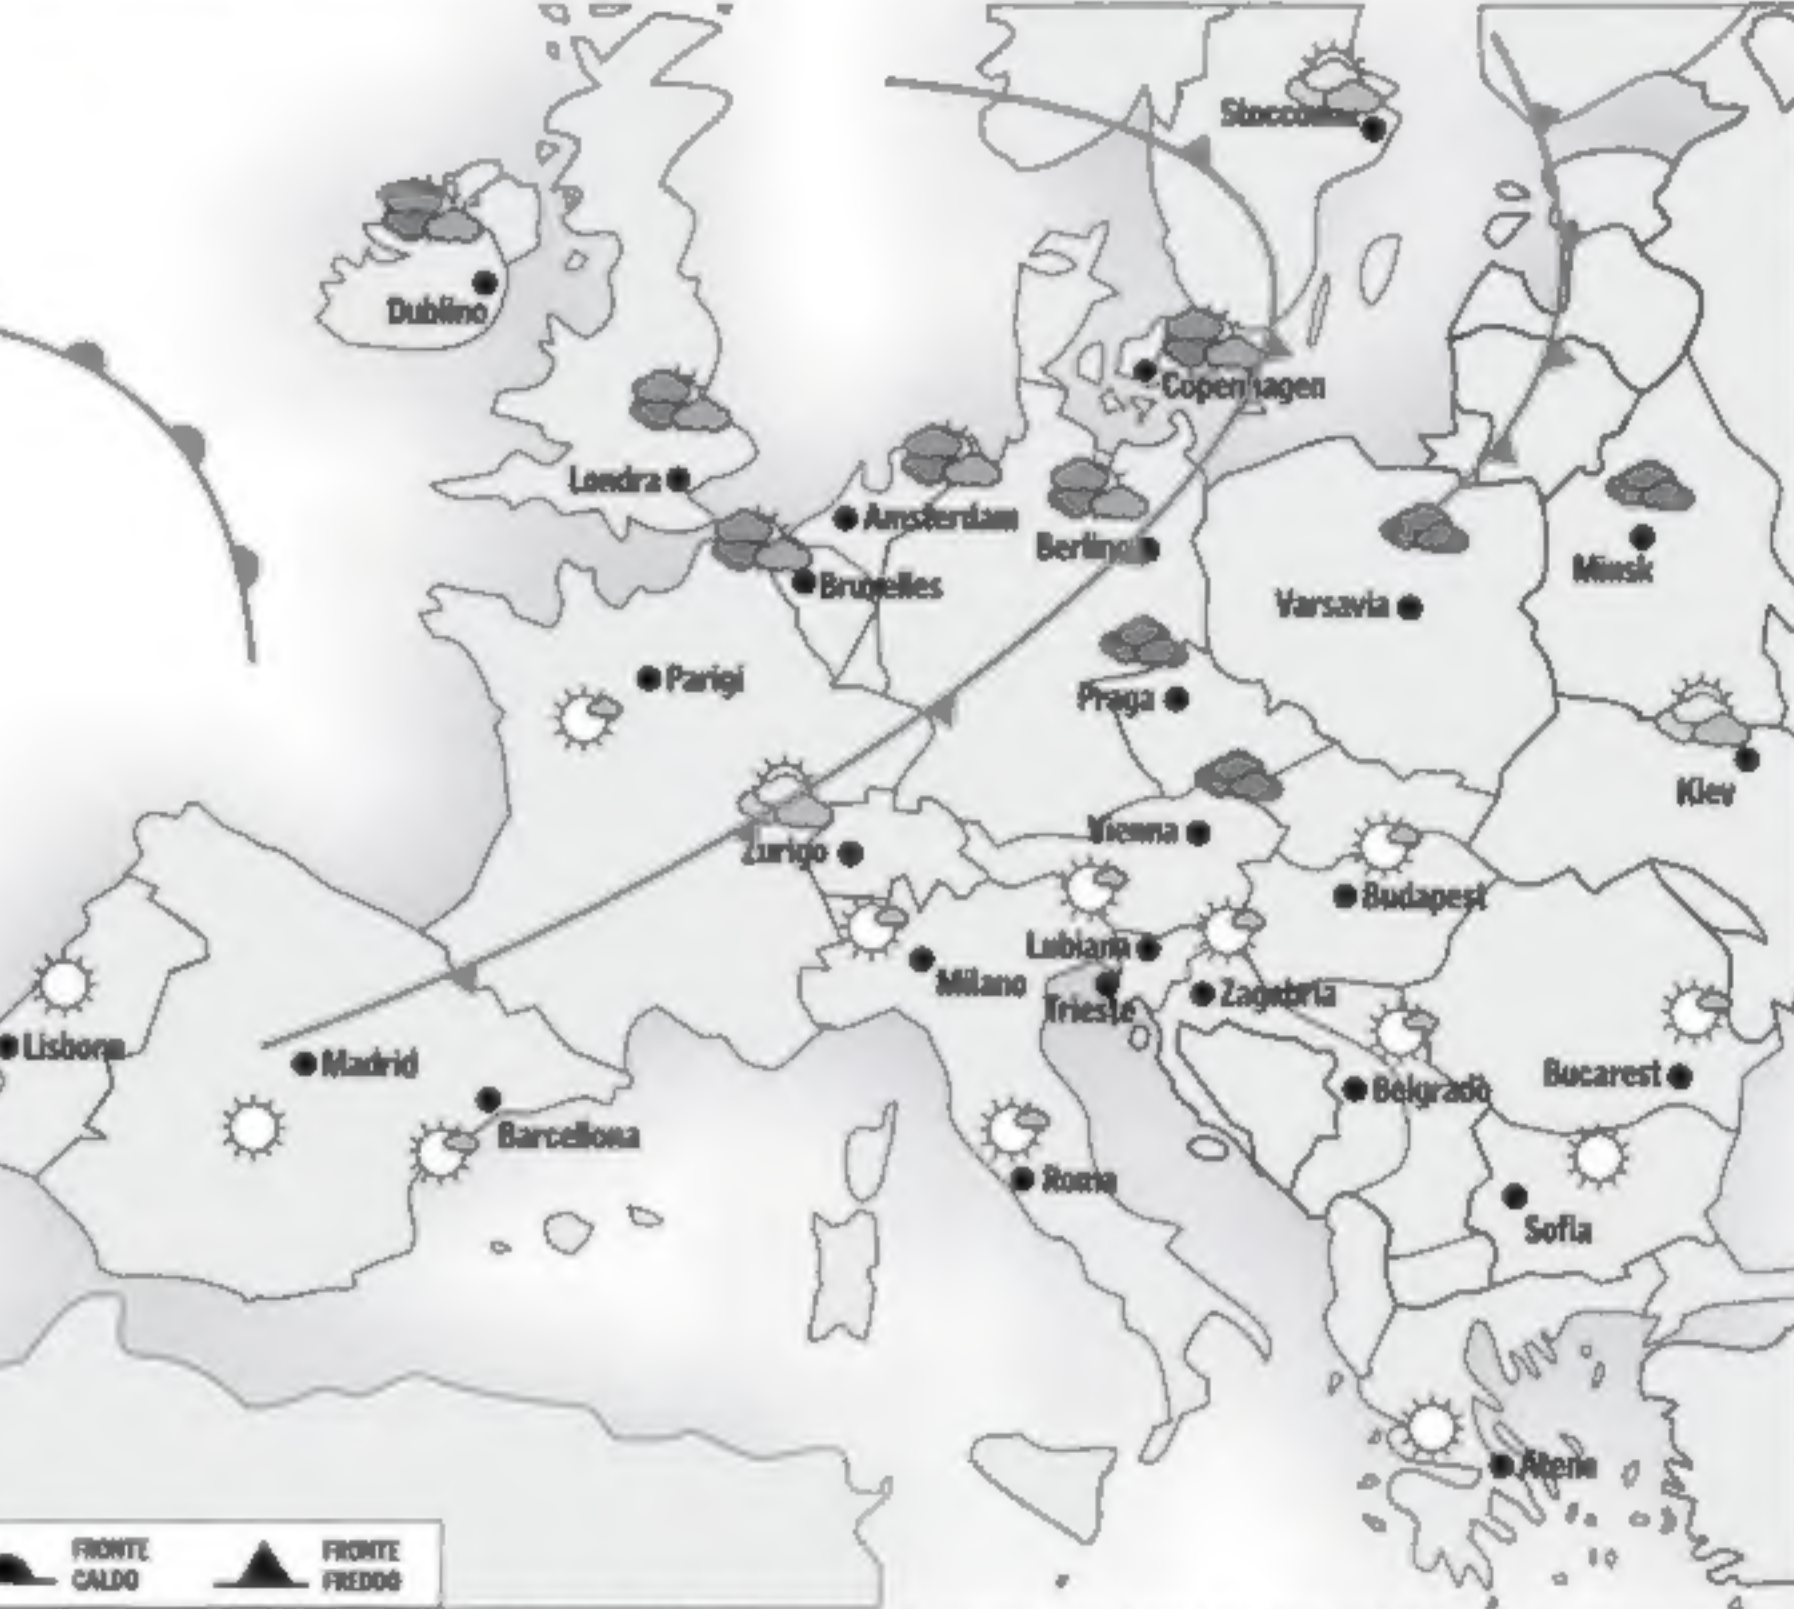 Stoccolma
Dublino
Copenhagen
Londra
Amsterdam
Berlino
Minsk
Bruxelles
Varsavia
Parigi
Praga
Kiev
Vienna
Zurigo
Budapest
Lubiana
Milano
Trieste
Zagabria
Lisbona
Madrid
Bucarest
Belgrado
Barcellona
Roma
Sofia
Atene
FRONTE
CALDO
FRONTE
FREDDO